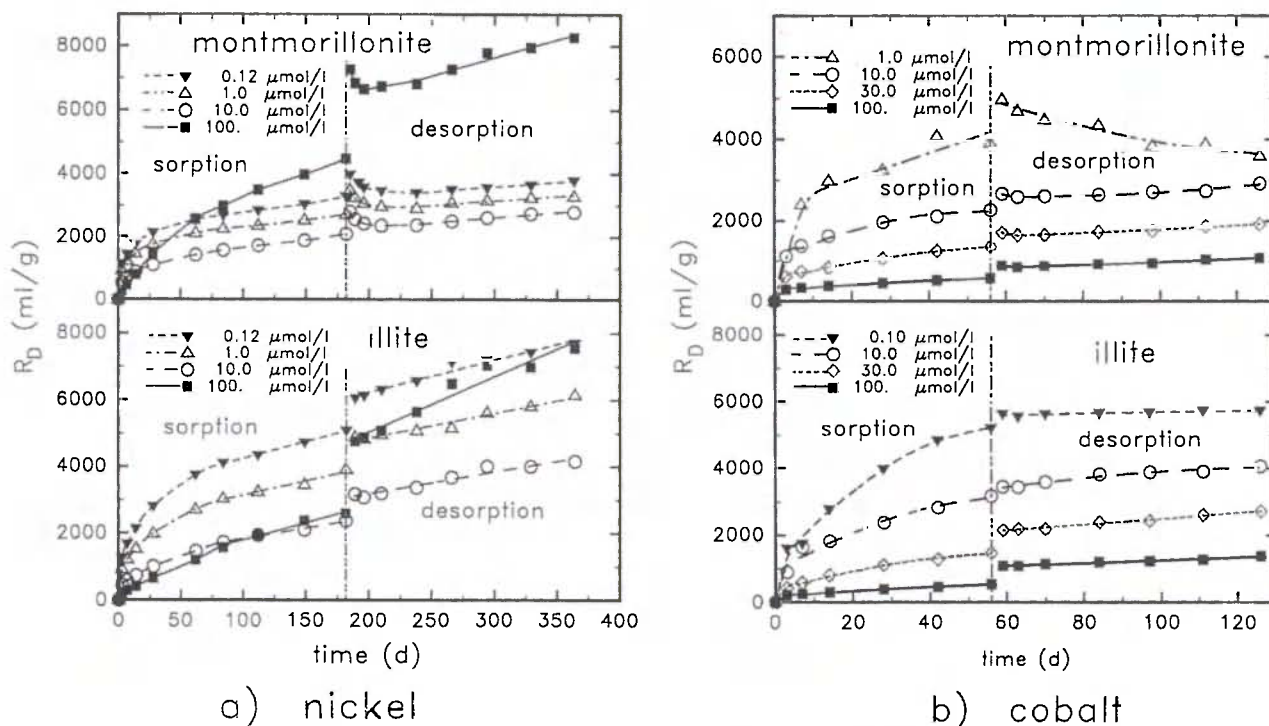 8000
6000
4000
2000
0
montmorillonite
0.12 μmol/l
1.0 μmol/l
10.0 μmol/l
100. μmol/l
sorption
desorption
8000
6000
4000
2000
0
illite
0.12 μmol/l
1.0 μmol/l
10.0 μmol/l
100. μmol/l
sorption
desorption
R_D (ml/g)
0 50 100 150 200 250 300 350 400
time (d)
a) nickel
6000
4000
2000
0
montmorillonite
1.0 μmol/l
10.0 μmol/l
30.0 μmol/l
100. μmol/l
sorption
desorption
6000
4000
2000
0
illite
0.10 μmol/l
10.0 μmol/l
30.0 μmol/l
100. μmol/l
sorption
desorption
R_D (ml/g)
0 20 40 60 80 100 120
time (d)
b) cobalt